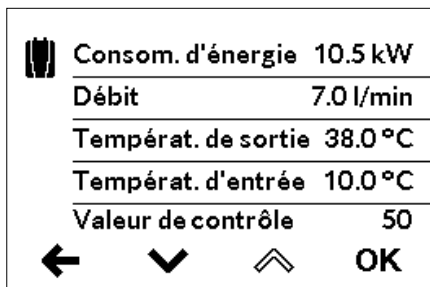 Consom. d'énergie 10.5 kW
Débit 7.0 l/min
Températ. de sortie 38.0 °C
Températ. d'entrée 10.0 °C
Valeur de contrôle 50
OK